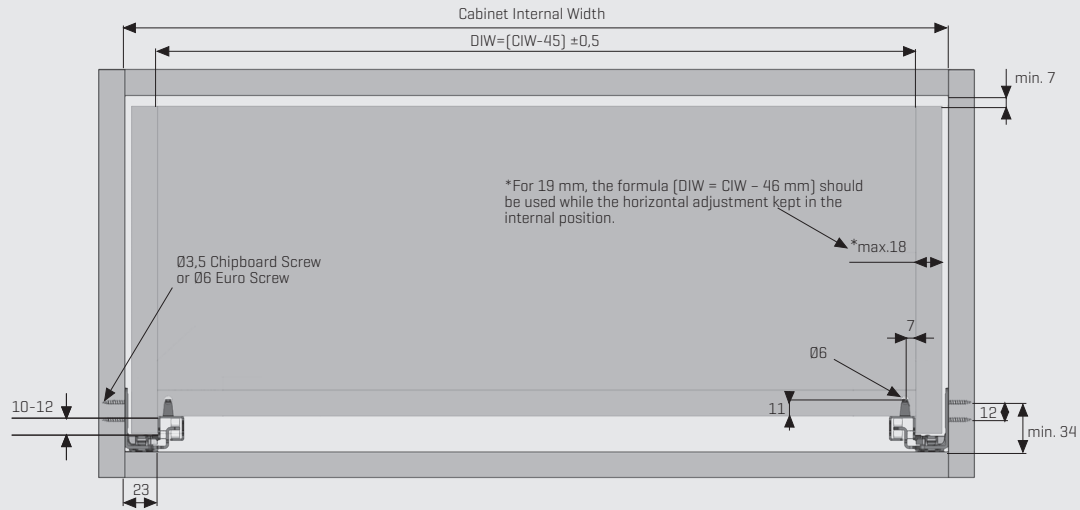 Cabinet Internal Width
DIW=(CIW-45) ±0,5
min. 7
*For 19 mm, the formula (DIW = CIW – 46 mm) should
be used while the horizontal adjustment kept in the
internal position.
*max.18
Ø3,5 Chipboard Screw
or Ø6 Euro Screw
7
Ø6
10-12
11
12
min. 34
23